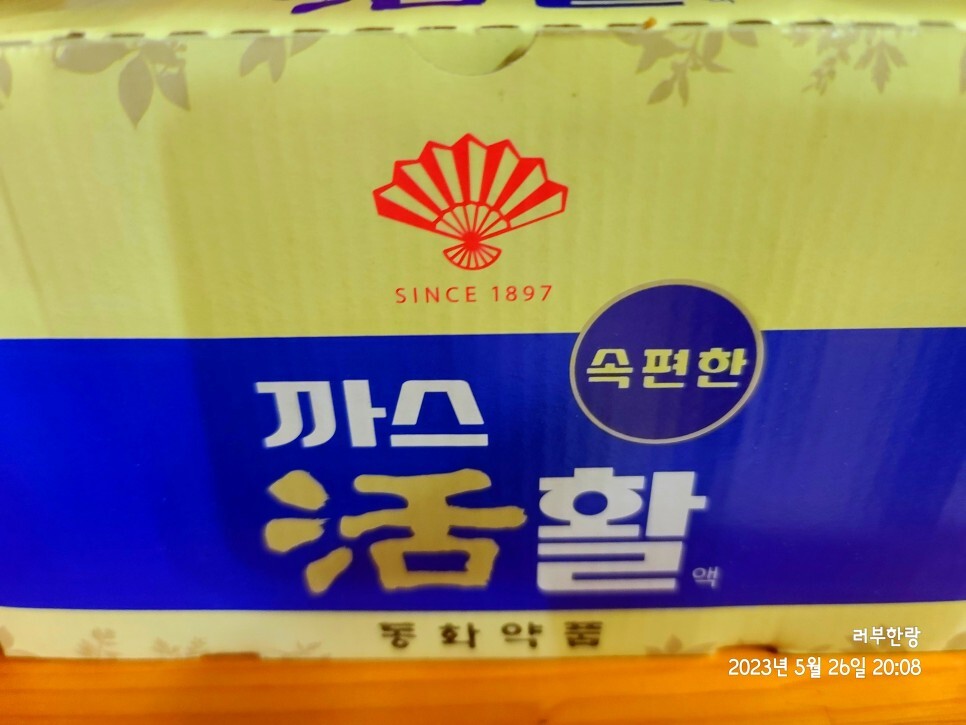 SINCE 1897
속편한
까스
活활액
동화약품
러부한랑
2023년 5월 26일 20:08